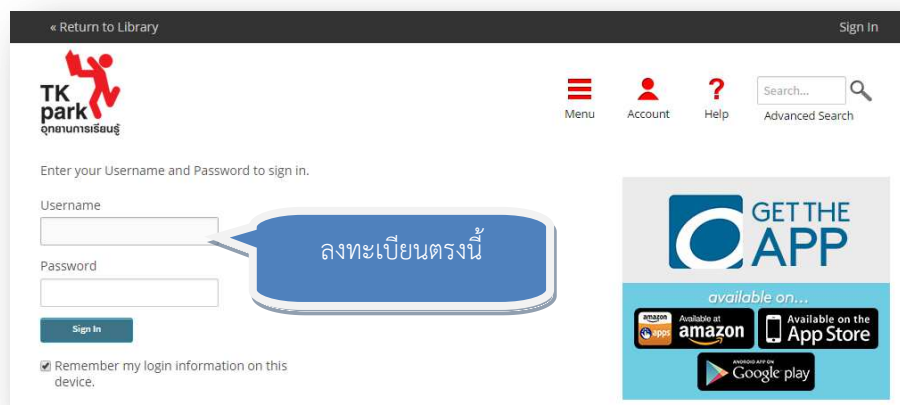 « Return to Library
Sign In
TK
park
อุทยานการเรียนรู้
Menu
Account
? Help
Search...
Advanced Search
Enter your Username and Password to sign in.
Username
ลงทะเบียนตรงนี้
Password
Sign In
Remember my login information on this
device.
GET THE
APP
available on...
amazon
apps
Available at
amazon
Available on the
App Store
ANDROID APP ON
Google play